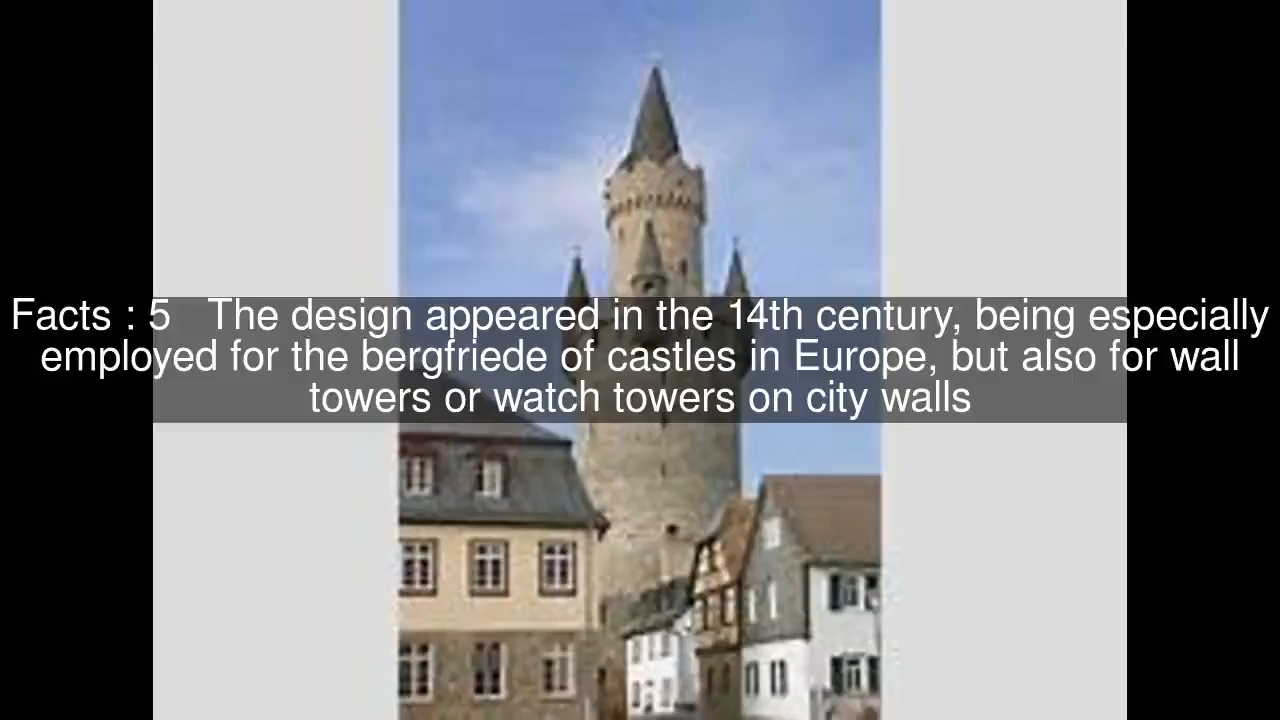 Facts : 5   The design appeared in the 14th century, being especially
employed for the bergfriede of castles in Europe, but also for wall
towers or watch towers on city walls